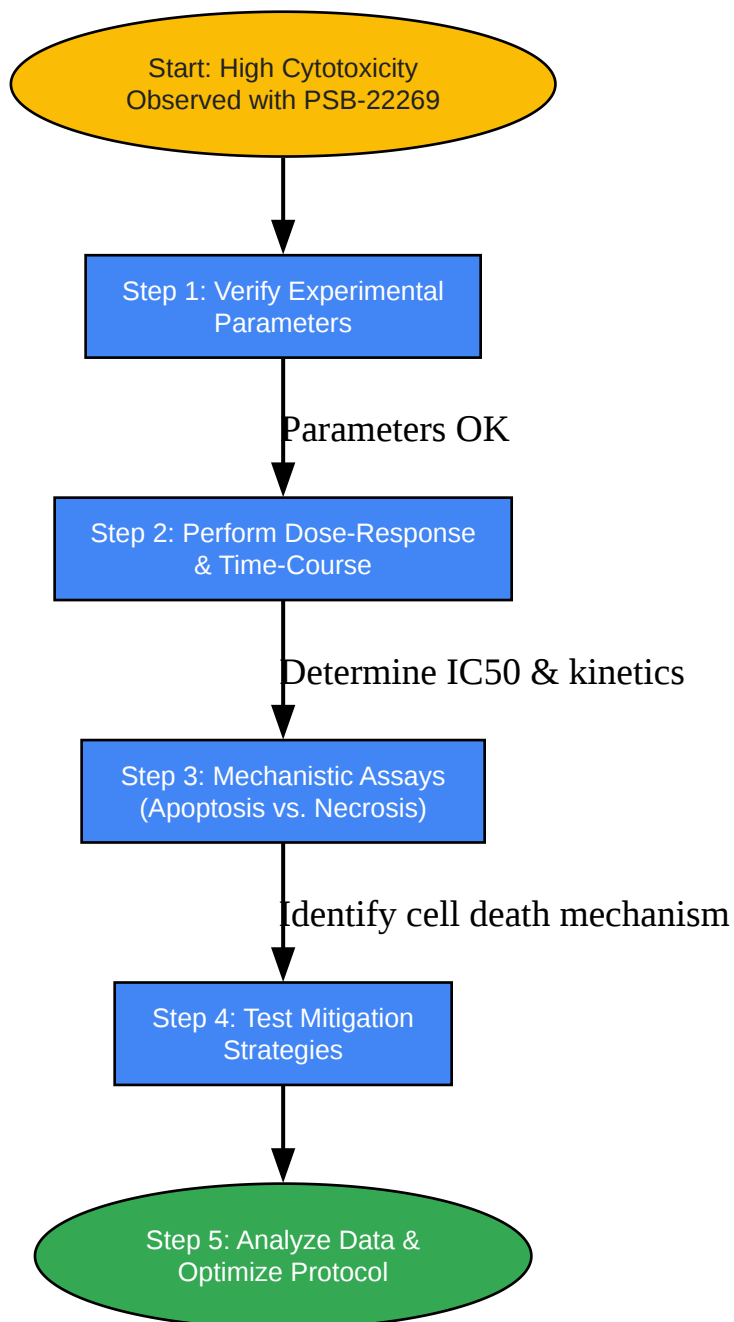 Start: High Cytotoxicity
Observed with PSB-22269
Step 1: Verify Experimental
Parameters
Parameters OK
Step 2: Perform Dose-Response
& Time-Course
Determine IC50 & kinetics
Step 3: Mechanistic Assays
(Apoptosis vs. Necrosis)
Identify cell death mechanism
Step 4: Test Mitigation
Strategies
Step 5: Analyze Data &
Optimize Protocol